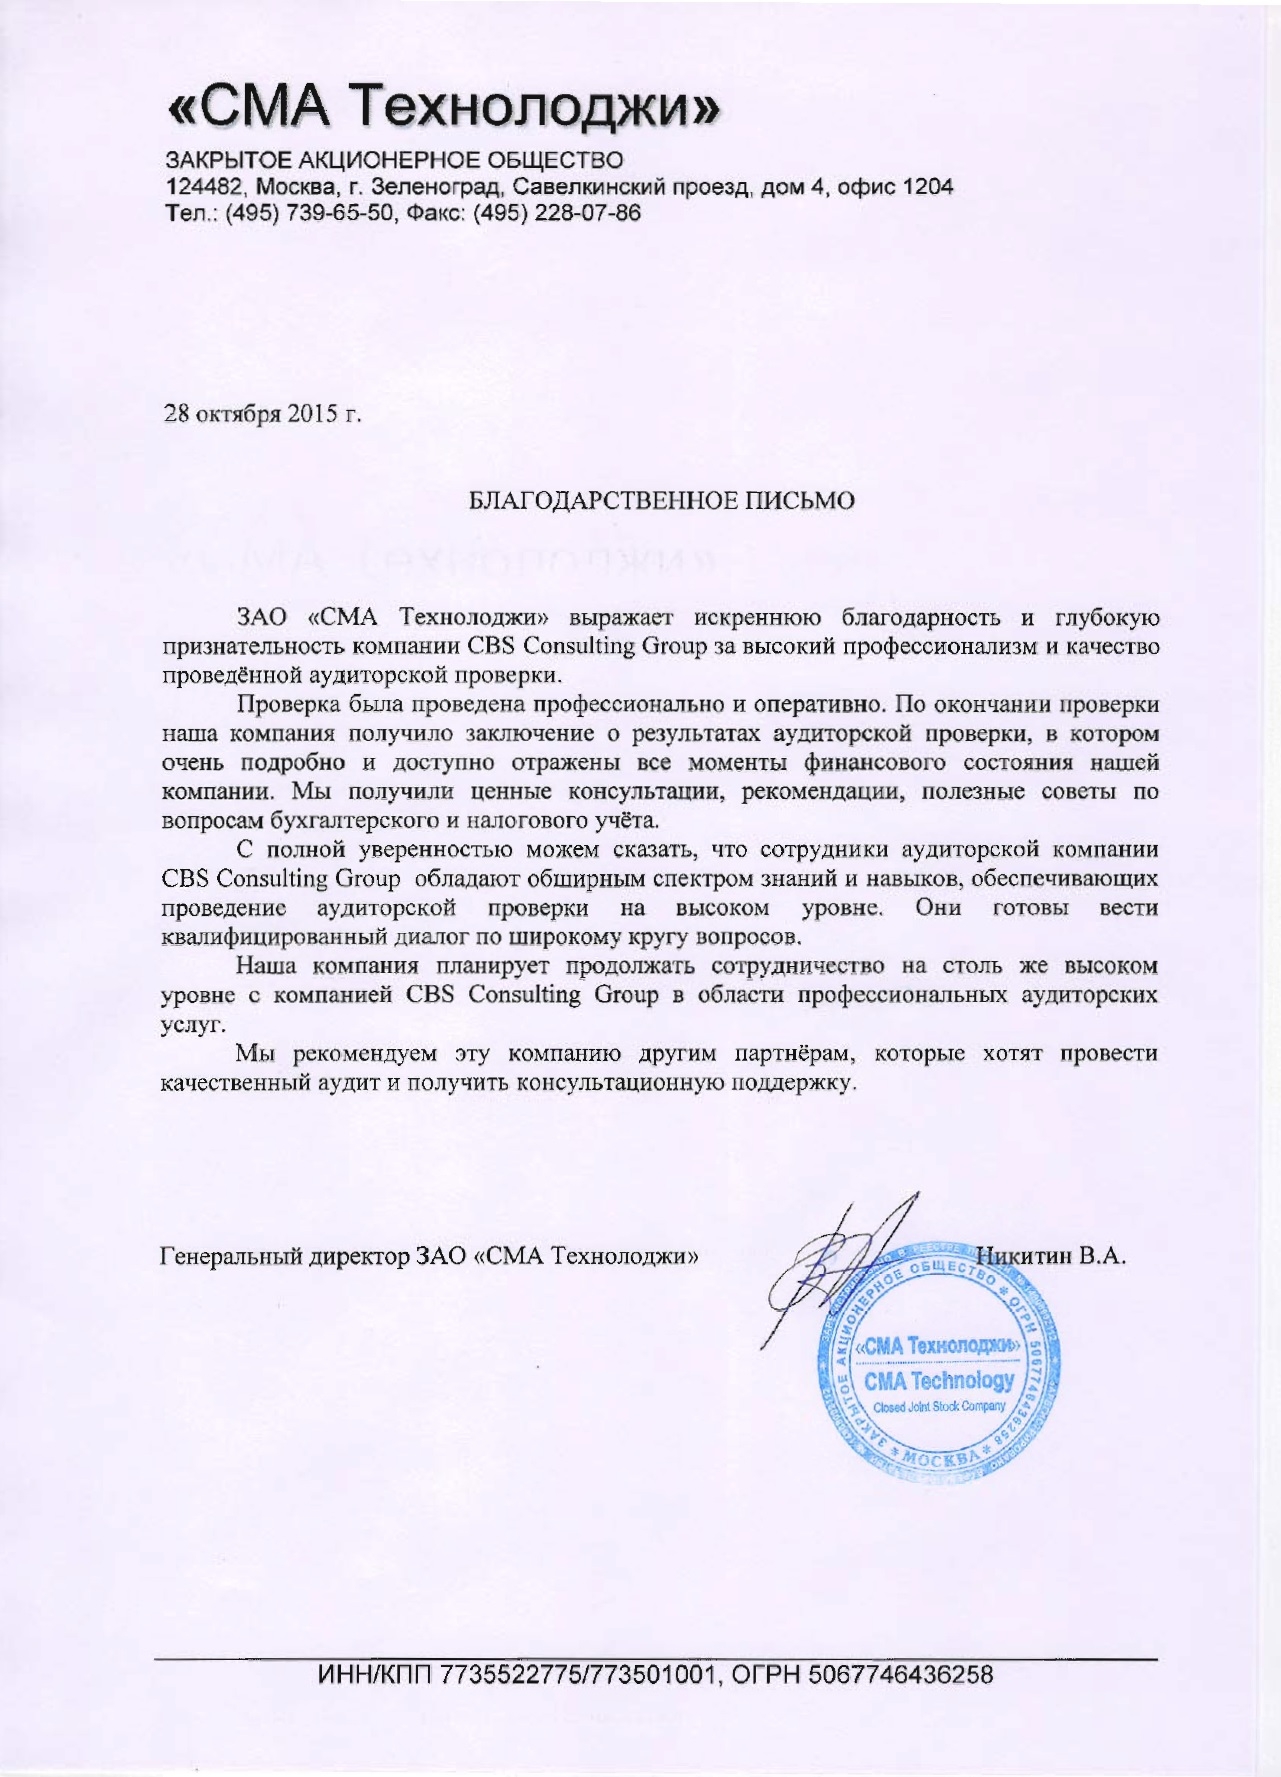 «СМА Технолоджи»
ЗАКРЫТОЕ АКЦИОНЕРНОЕ ОБЩЕСТВО
124482, Москва, г. Зеленоград, Савелкинский проезд, дом 4, офис 1204
Тел.: (495) 739-65-50, Факс: (495) 228-07-86
28 октября 2015 г.
БЛАГОДАРСТВЕННОЕ ПИСЬМО
ЗАО «СМА Технолоджи» выражает искреннюю благодарность и глубокую
признательность компании CBS Consulting Group за высокий профессионализм и качество
проведённой аудиторской проверки.
Проверка была проведена профессионально и оперативно. По окончании проверки
наша компания получило заключение о результатах аудиторской проверки, в котором
очень подробно и доступно отражены все моменты финансового состояния нашей
компании. Мы получили ценные консультации, рекомендации, полезные советы по
вопросам бухгалтерского и налогового учёта.
С полной уверенностью можем сказать, что сотрудники аудиторской компании
CBS Consulting Group обладают обширным спектром знаний и навыков, обеспечивающих
проведение аудиторской проверки на высоком уровне. Они готовы вести
квалифицированный диалог по широкому кругу вопросов.
Наша компания планирует продолжать сотрудничество на столь же высоком
уровне с компанией CBS Consulting Group в области профессиональных аудиторских
услуг.
Мы рекомендуем эту компанию другим партнёрам, которые хотят провести
качественный аудит и получить консультационную поддержку.
Генеральный директор ЗАО «СМА Технолоджи» Никитин В.А.
ЗАКРЫТОЕ АКЦИОНЕРНОЕ ОБЩЕСТВО * ОГРН 5067746436258 * МОСКВА *
«СМА Технолоджи»
CMA Technology
Closed Joint Stock Company
ИНН/КПП 7735522775/773501001, ОГРН 5067746436258